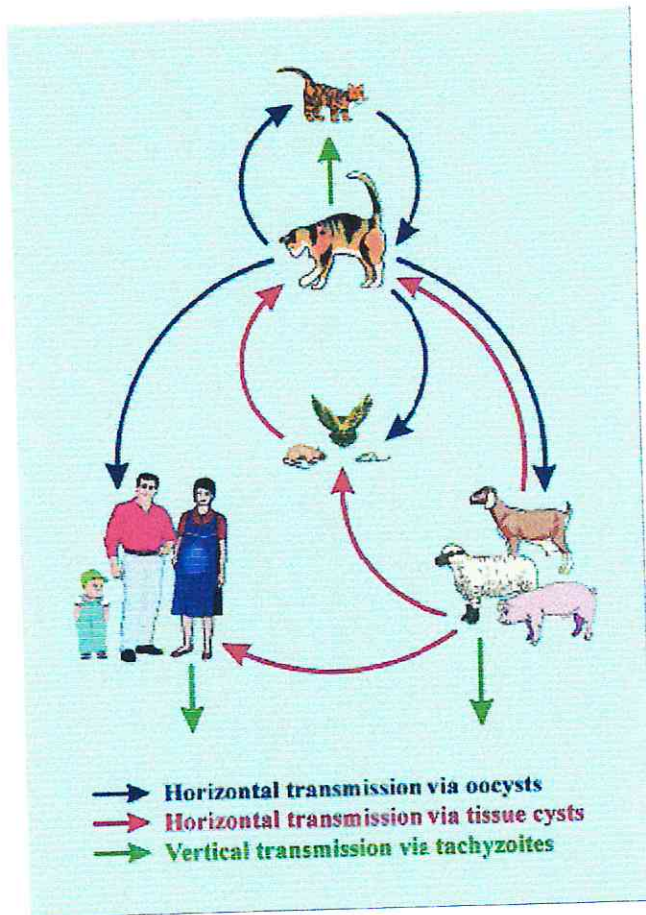 Horizontal transmission via oocysts
Horizontal transmission via tissue cysts
Vertical transmission via tachyzoites